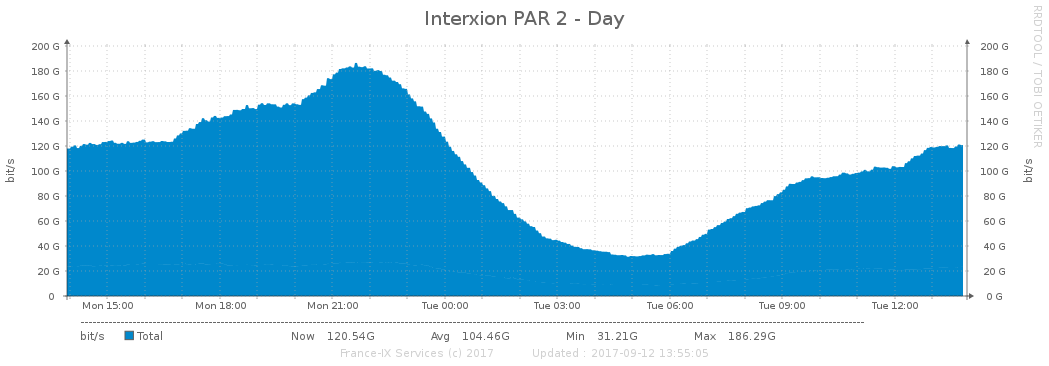 Interxion PAR 2 - Day
RRDTOOL / TOBI OETIKER
bit/s
200 G 200 G
180 G 180 G
160 G 160 G
140 G 140 G
120 G 120 G
100 G 100 G
80 G 80 G
60 G 60 G
40 G 40 G
20 G 20 G
0 0 G
bit/s
Mon 15:00 Mon 18:00 Mon 21:00 Tue 00:00 Tue 03:00 Tue 06:00 Tue 09:00 Tue 12:00
bit/s Total Now 120.54G Avg 104.46G Min 31.21G Max 186.29G
France-IX Services (c) 2017 Updated : 2017-09-12 13:55:05